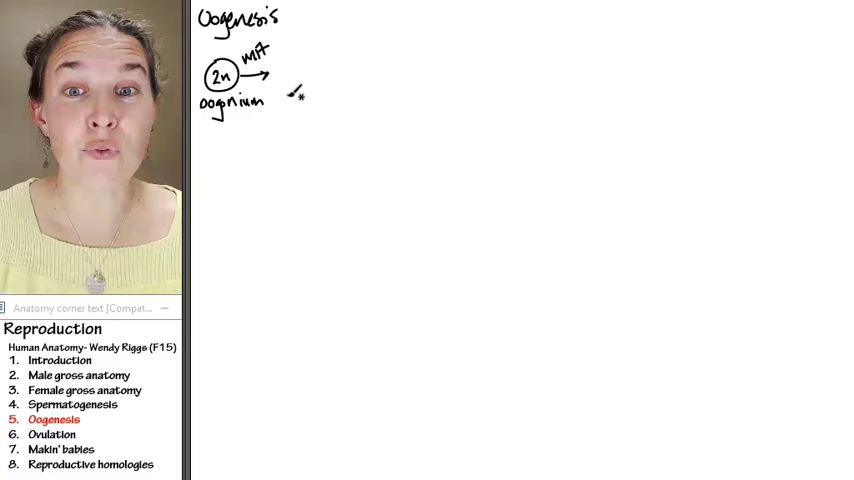 Oogenesis
mit
2n
oogonium
Anatomy corner text [Compat...
Reproduction
Human Anatomy- Wendy Riggs (F15)
1. Introduction
2. Male gross anatomy
3. Female gross anatomy
4. Spermatogenesis
5. Oogenesis
6. Ovulation
7. Makin' babies
8. Reproductive homologies